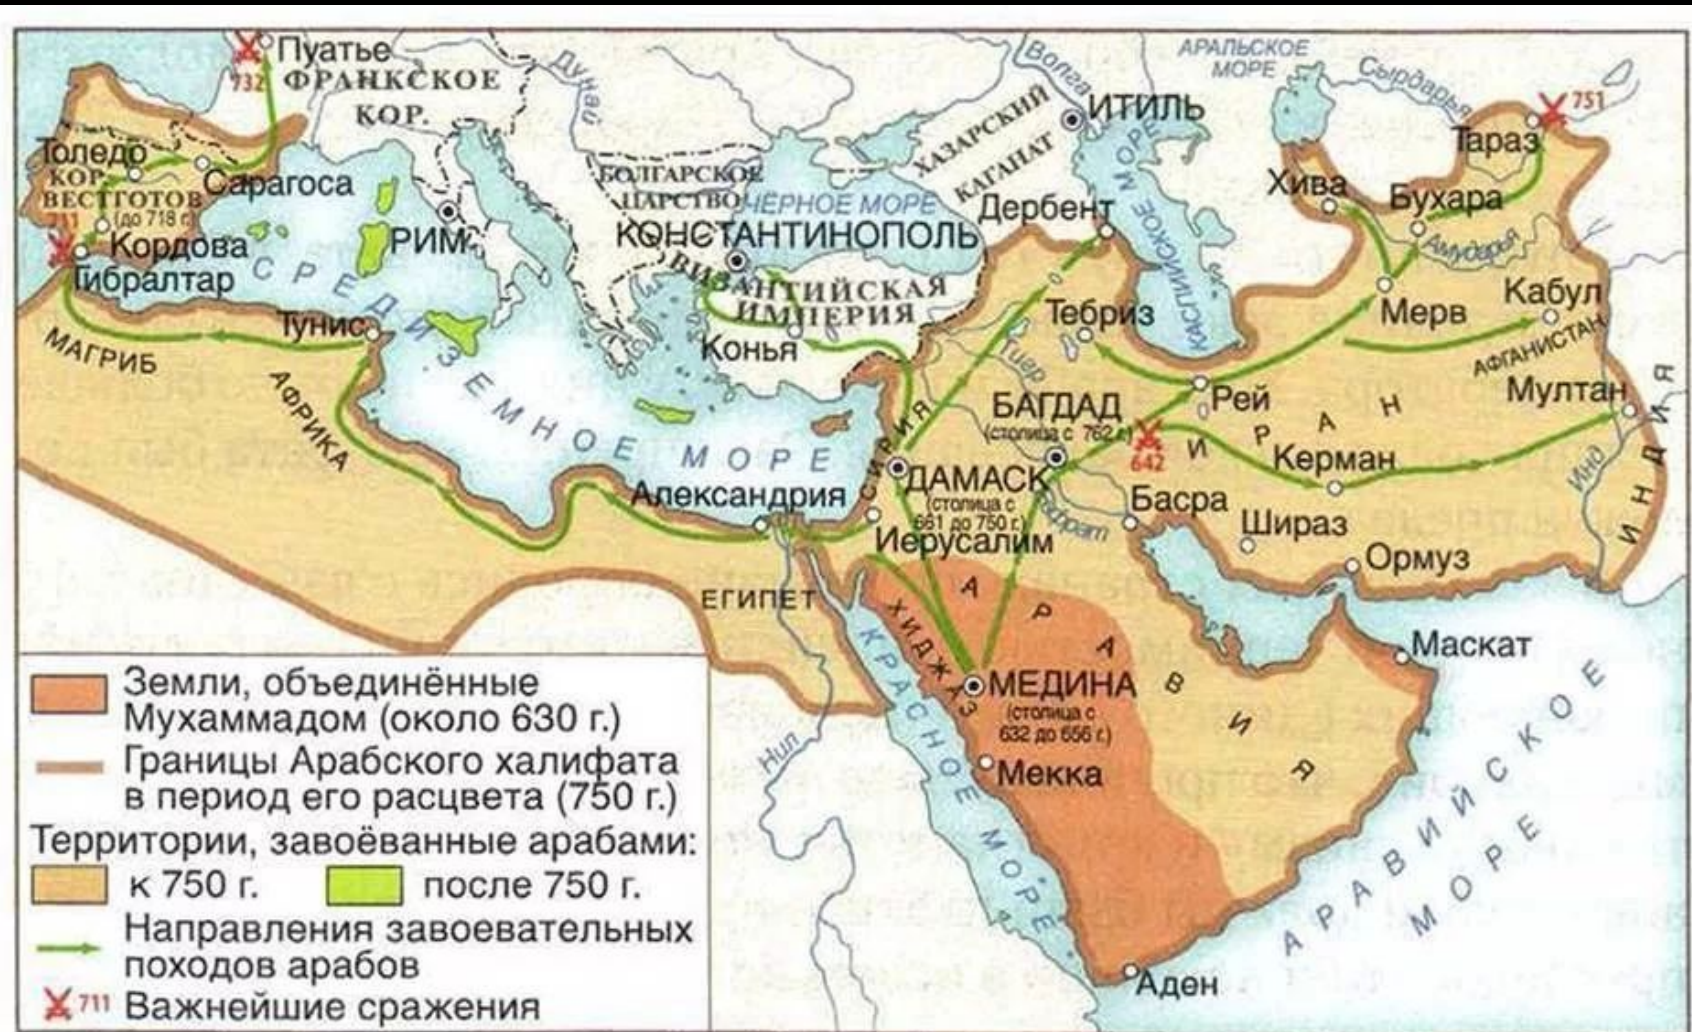 Пуатье
732
ФРАНКСКОЕ
КОР.
Дунай
Волга
АРАЛЬСКОЕ
МОРЕ
Сырдарья
751
Тараз
ИТИЛЬ
ХАЗАРСКИЙ
КАГАНАТ
Толедо
КОР.
ВЕСТГОТОВ
(до 718 г.)
711
Сарагоса
Кордова
Гибралтар
РИМ
БОЛГАРСКОЕ
ЦАРСТВО
ЧЁРНОЕ МОРЕ
КОНСТАНТИНОПОЛЬ
ВИЗАНТИЙСКАЯ
ИМПЕРИЯ
Конья
Дербент
КАСПИЙСКОЕ МОРЕ
Хива
Бухара
Амударья
Мерв
Кабул
АФГАНИСТАН
Тебриз
Тигр
Рей
Мултан
ИНДИЯ
Инд
МАГРИБ
Тунис
АФРИКА
СРЕДИЗЕМНОЕ МОРЕ
СИРИЯ
БАГДАД
(столица с 762 г.)
642
ИРАН
Керман
ДАМАСК
(столица с
661 до 750 г.)
Евфрат
Басра
Шираз
Ормуз
Александрия
Иерусалим
ЕГИПЕТ
ХИДЖАЗ
АРАВИЯ
КРАСНОЕ МОРЕ
МЕДИНА
(столица с
632 до 656 г.)
Мекка
Маскат
Нил
АРАВИЙСКОЕ
МОРЕ
Аден
Земли, объединённые
Мухаммадом (около 630 г.)
Границы Арабского халифата
в период его расцвета (750 г.)
Территории, завоёванные арабами:
к 750 г.
после 750 г.
Направления завоевательных
походов арабов
711 Важнейшие сражения